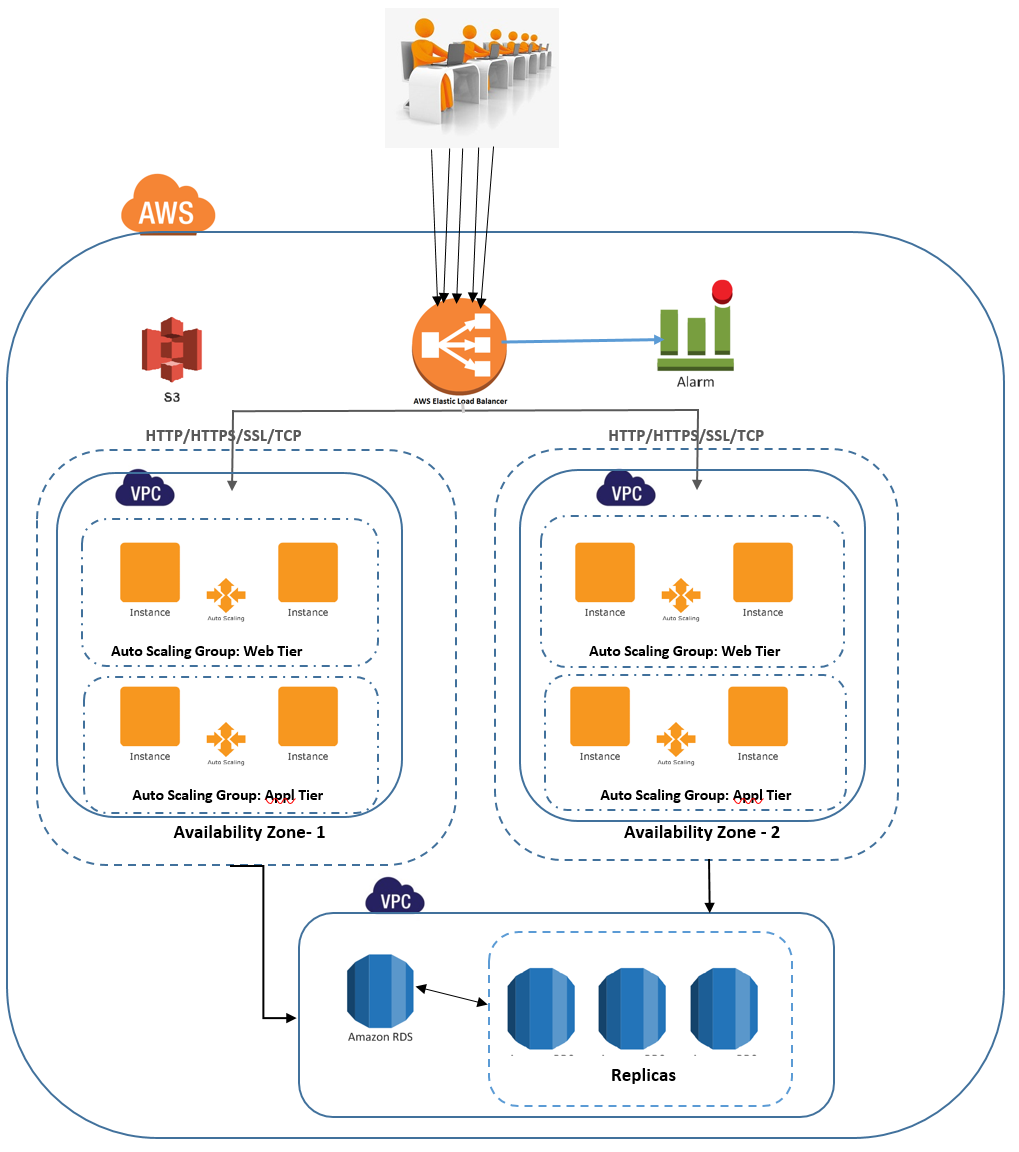 AWS
S3
AWS Elastic Load Balancer
Alarm
HTTP/HTTPS/SSL/TCP
HTTP/HTTPS/SSL/TCP
VPC
Instance
Auto Scaling
Instance
Auto Scaling Group: Web Tier
Instance
Auto Scaling
Instance
Auto Scaling Group: Appl Tier
Availability Zone- 1
VPC
Instance
Auto Scaling
Instance
Auto Scaling Group: Web Tier
Instance
Auto Scaling
Instance
Auto Scaling Group: Appl Tier
Availability Zone - 2
VPC
Amazon RDS
Replicas